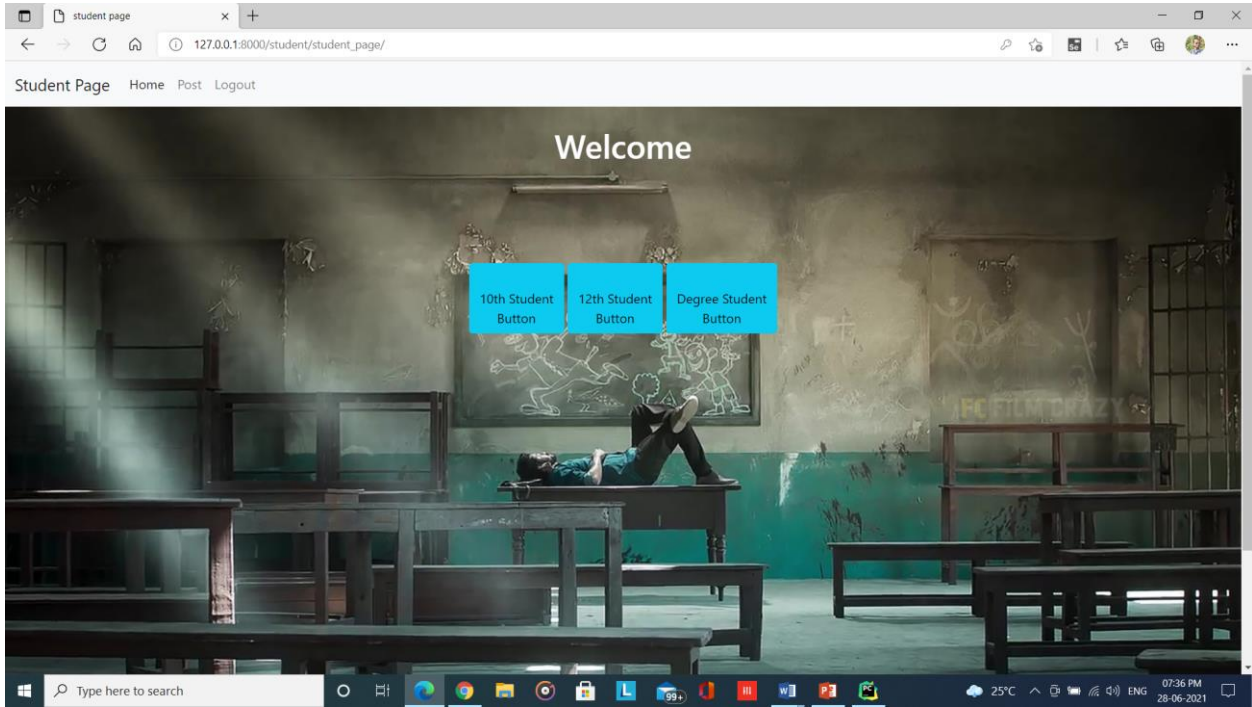 student page
127.0.0.1:8000/student/student_page/
Student Page Home Post Logout
Welcome
10th Student Button
12th Student Button
Degree Student Button
FC FILM CRAZY
Type here to search
99+
25°C
ENG
07:36 PM
28-06-2021